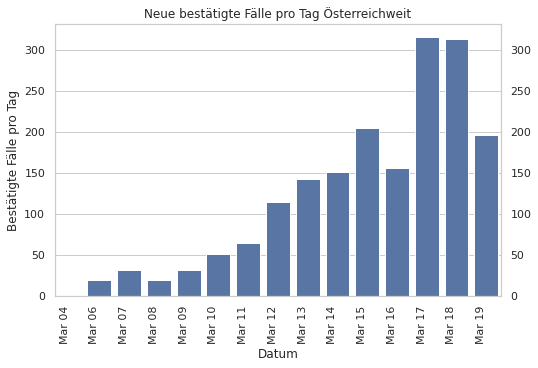 Neue bestätigte Fälle pro Tag Österreichweit
Bestätigte Fälle pro Tag
300
250
200
150
100
50
0
300
250
200
150
100
50
0
Mar 04
Mar 06
Mar 07
Mar 08
Mar 09
Mar 10
Mar 11
Mar 12
Mar 13
Mar 14
Mar 15
Mar 16
Mar 17
Mar 18
Mar 19
Datum